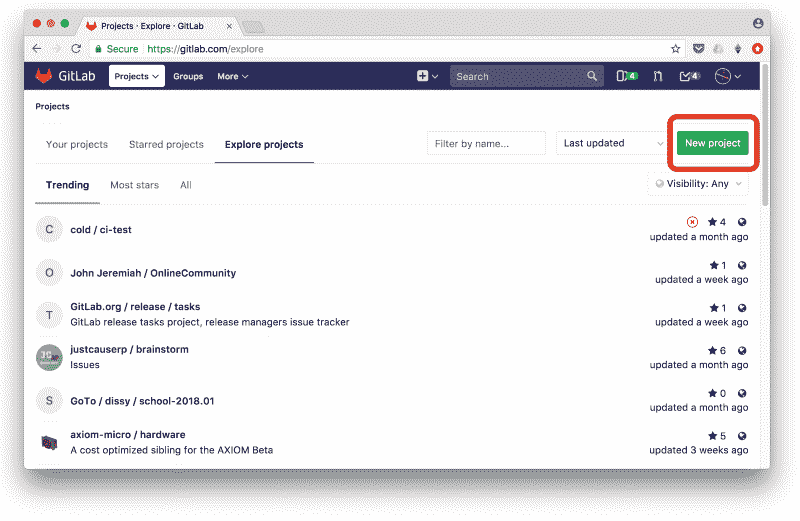 Projects · Explore · GitLab
Secure https://gitlab.com/explore
GitLab Projects Groups More Search 4 4
Projects
Your projects Starred projects Explore projects Filter by name... Last updated New project
Trending Most stars All Visibility: Any
C cold / ci-test 4
updated a month ago
O John Jeremiah / OnlineCommunity 1
updated a week ago
T GitLab.org / release / tasks 1
GitLab release tasks project, release managers issue tracker updated a week ago
justcauserp / brainstorm 6
Issues updated a month ago
S GoTo / dissy / school-2018.01 0
updated a month ago
axiom-micro / hardware 5
A cost optimized sibling for the AXIOM Beta updated 3 weeks ago